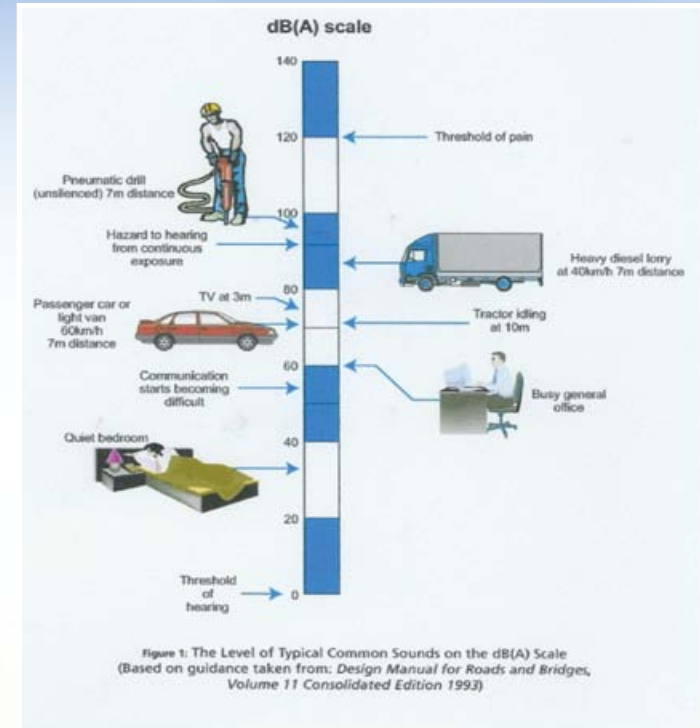 dB(A) scale
140
120
Threshold of pain
Pneumatic drill
(unsilenced) 7m distance
100
Hazard to hearing
from continuous
exposure
Heavy diesel lorry
at 40km/h 7m distance
80
TV at 3m
Passenger car or
light van
60km/h
7m distance
Tractor idling
at 10m
60
Communication
starts becoming
difficult
Busy general
office
40
Quiet bedroom
20
Threshold
of
hearing
0
Figure 1: The Level of Typical Common Sounds on the dB(A) Scale
(Based on guidance taken from: Design Manual for Roads and Bridges,
Volume 11 Consolidated Edition 1993)